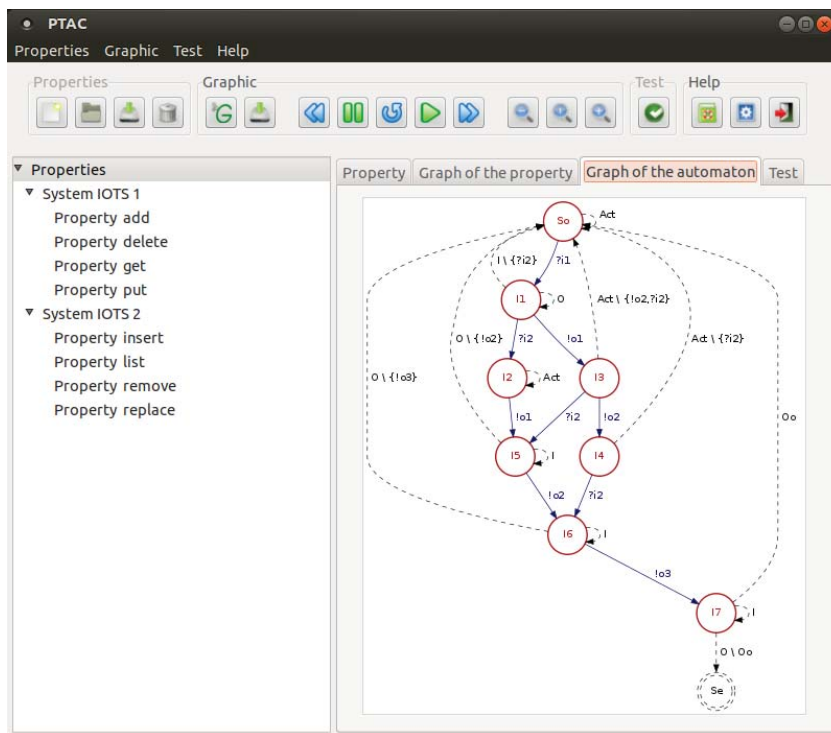 PTAC
Properties Graphic Test Help
Properties Graphic Test Help
Properties
System IOTS 1
Property add
Property delete
Property get
Property put
System IOTS 2
Property insert
Property list
Property remove
Property replace
Property Graph of the property Graph of the automaton Test
So Act
I \ {?i2} ?i1
I1 O Act \ {!o2,?i2}
O \ {!o2} ?i2 !o1 Act \ {?i2}
O \ {!o3} I2 Act I3
!o1 ?i2 !o2 Oo
I5 I I4
!o2 ?i2
I6 I
!o3
I7 I
O \ Oo
Se